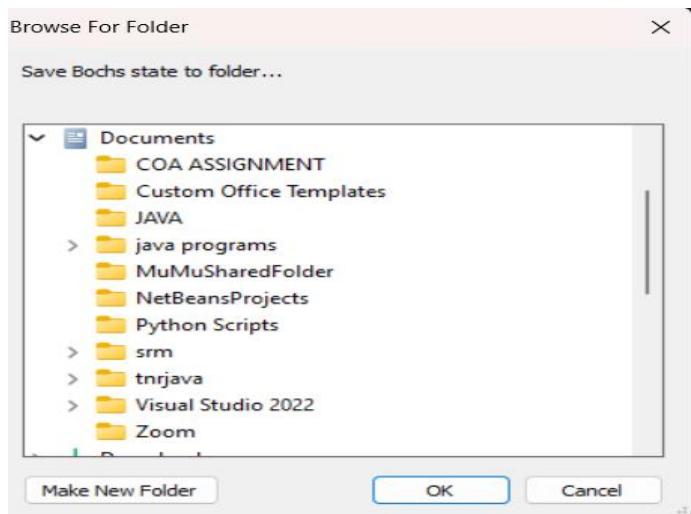 Browse For Folder
Save Bochs state to folder...
Documents
COA ASSIGNMENT
Custom Office Templates
JAVA
java programs
MuMuSharedFolder
NetBeansProjects
Python Scripts
srm
tnrjava
Visual Studio 2022
Zoom
Make New Folder OK Cancel